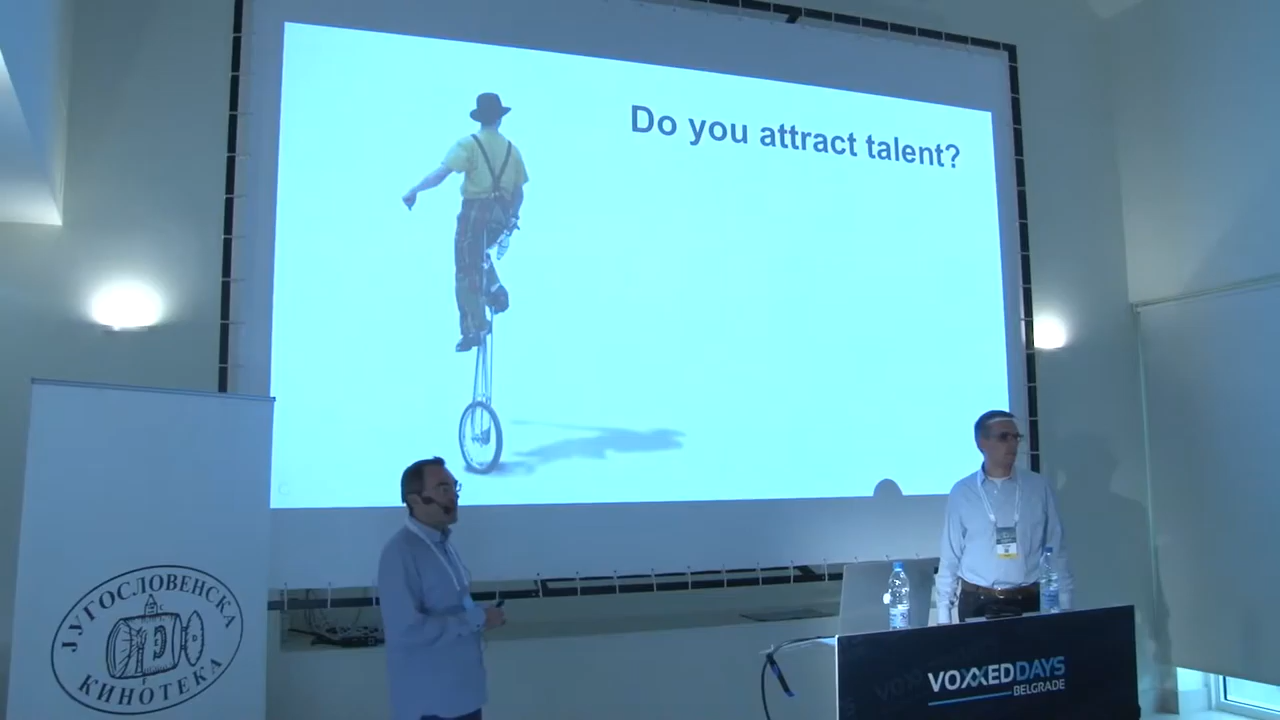 Do you attract talent?
ЈУГОСЛОВЕНСКА
КИНОТЕКА
VOXXEDDAYS
BELGRADE